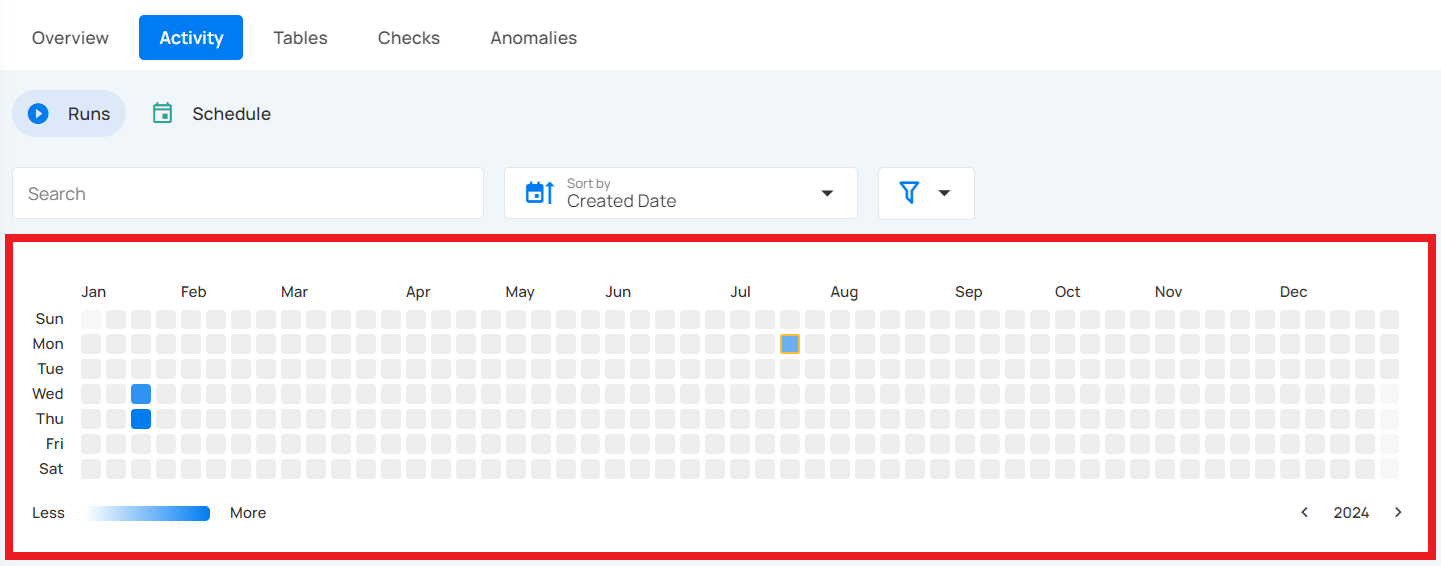 Overview Activity Tables Checks Anomalies
Runs Schedule
Search
Sort by
Created Date
Jan Feb Mar Apr May Jun Jul Aug Sep Oct Nov Dec
Sun
Mon
Tue
Wed
Thu
Fri
Sat
Less More 2024